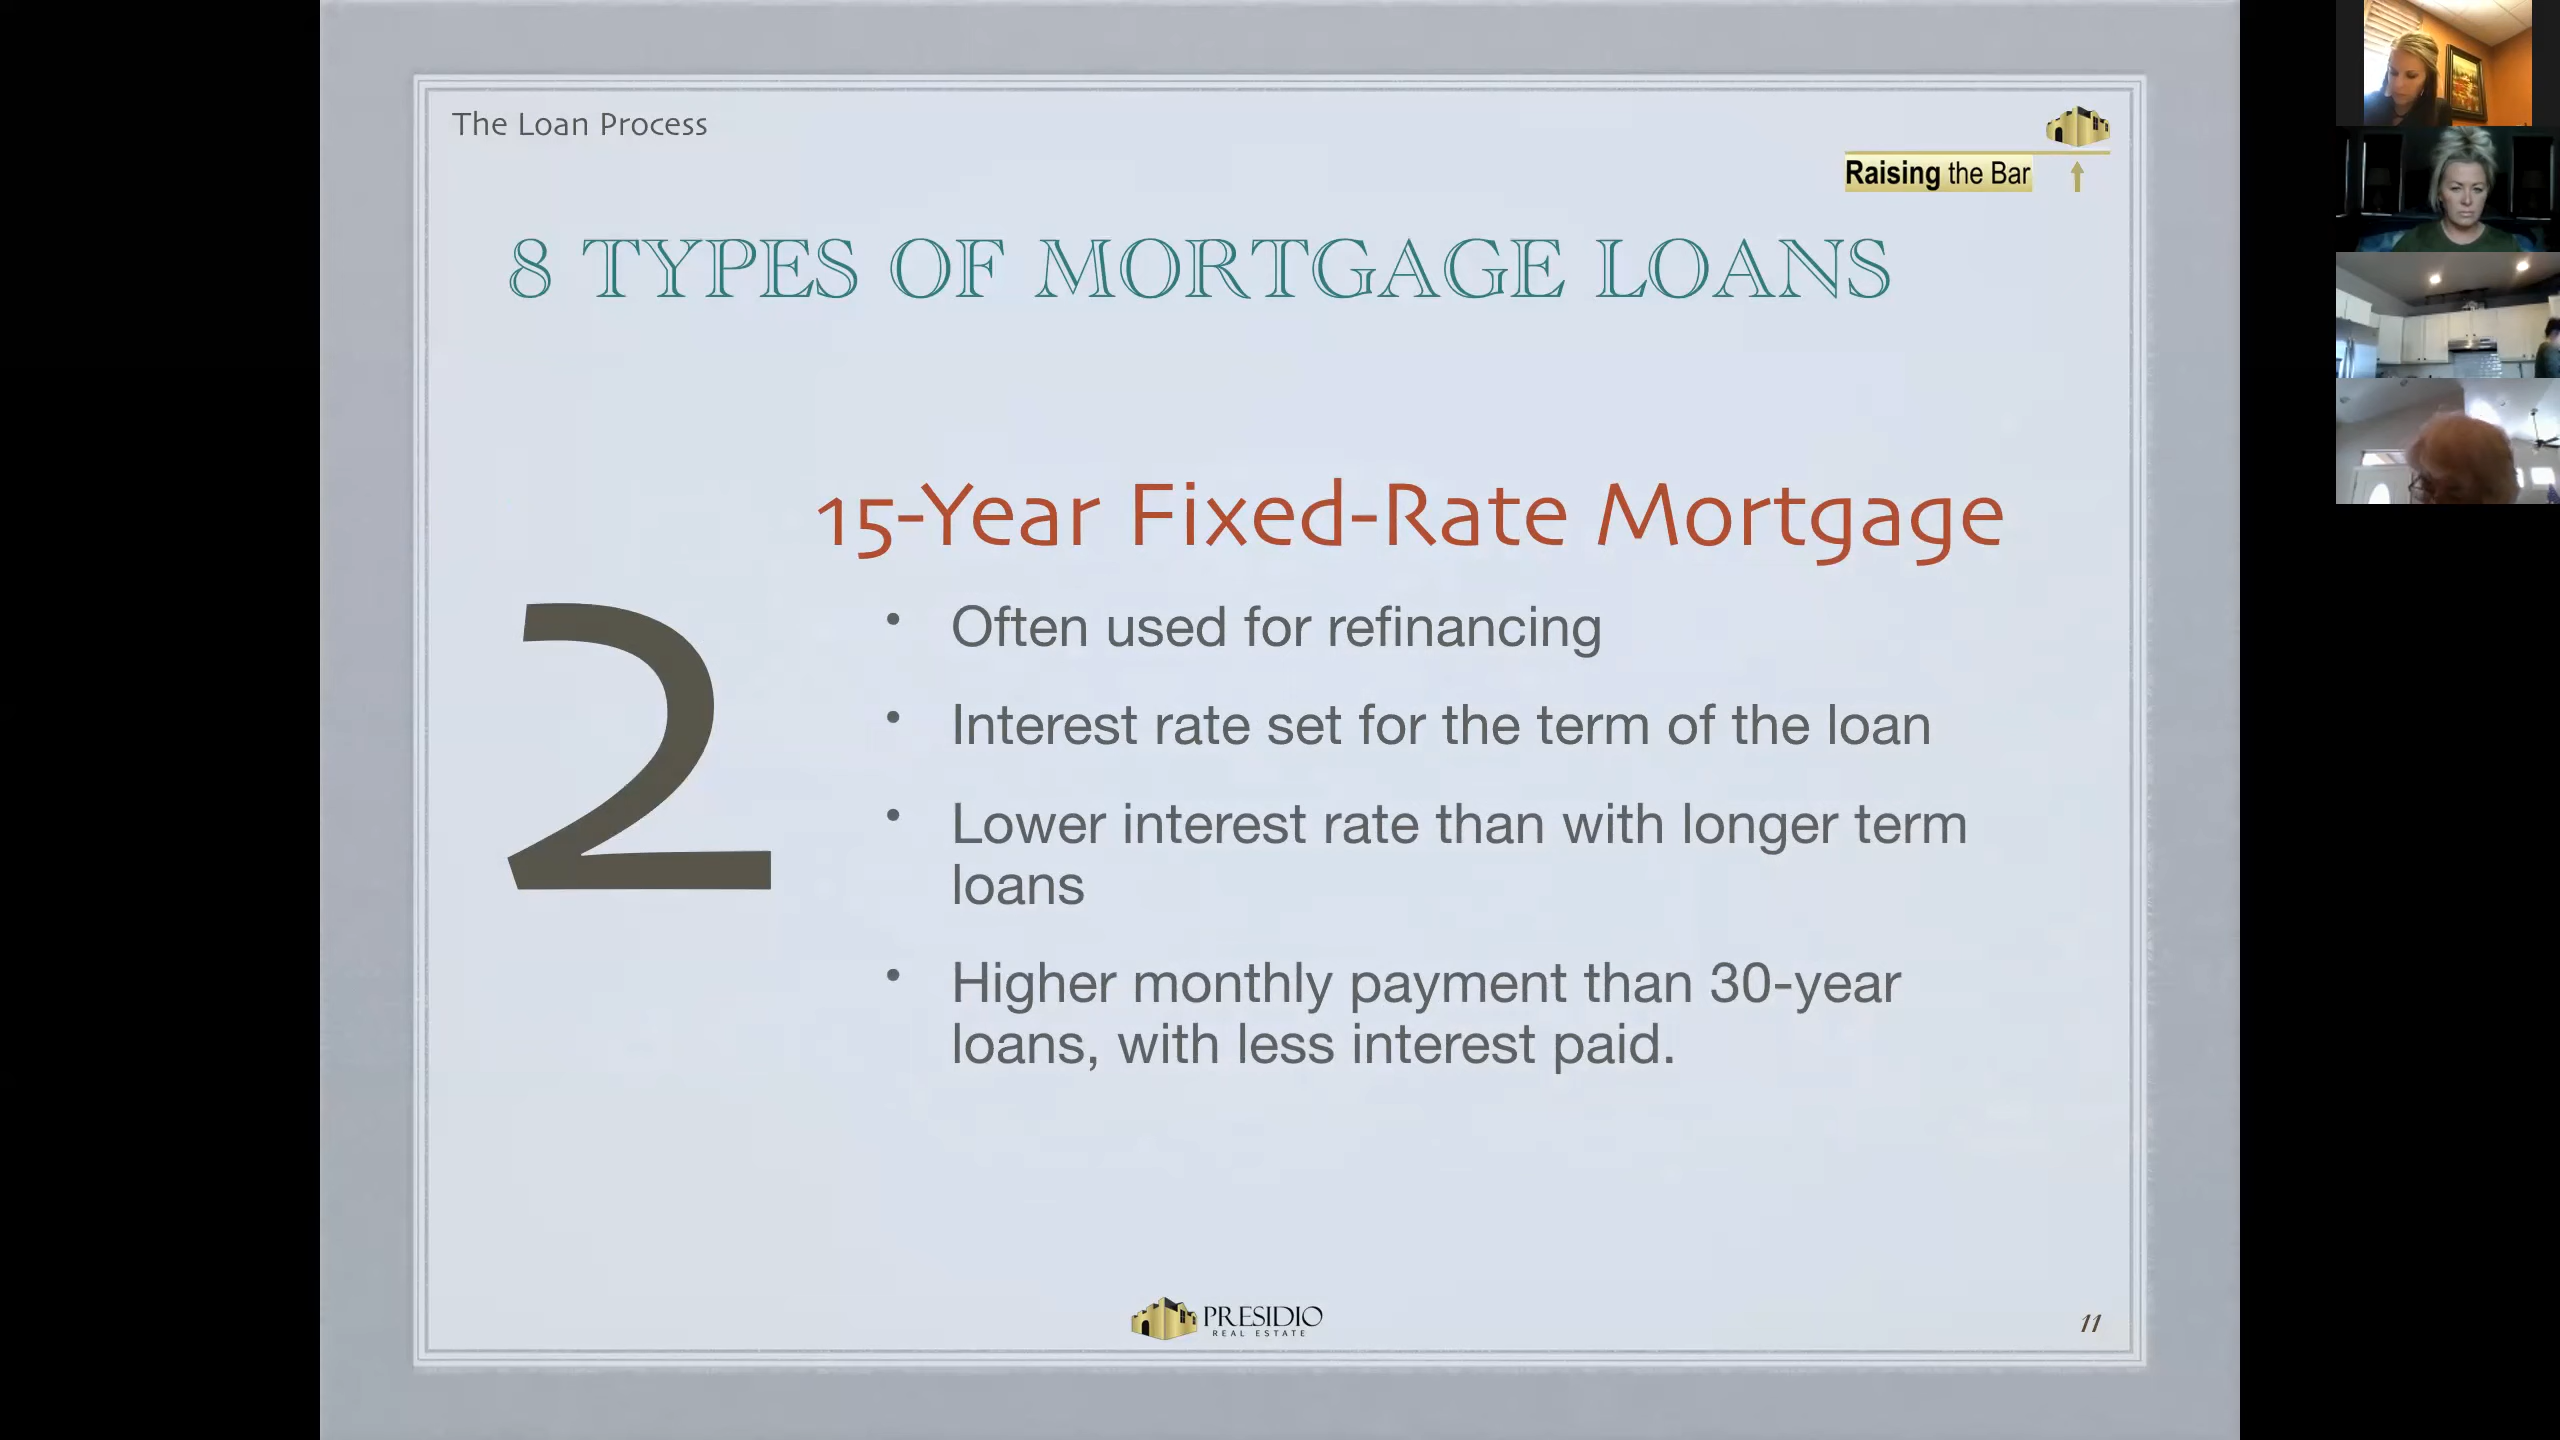 The Loan Process
Raising the Bar
8 TYPES OF MORTGAGE LOANS
15-Year Fixed-Rate Mortgage
2
• Often used for refinancing
• Interest rate set for the term of the loan
• Lower interest rate than with longer term
loans
• Higher monthly payment than 30-year
loans, with less interest paid.
PRESIDIO
REAL ESTATE
11